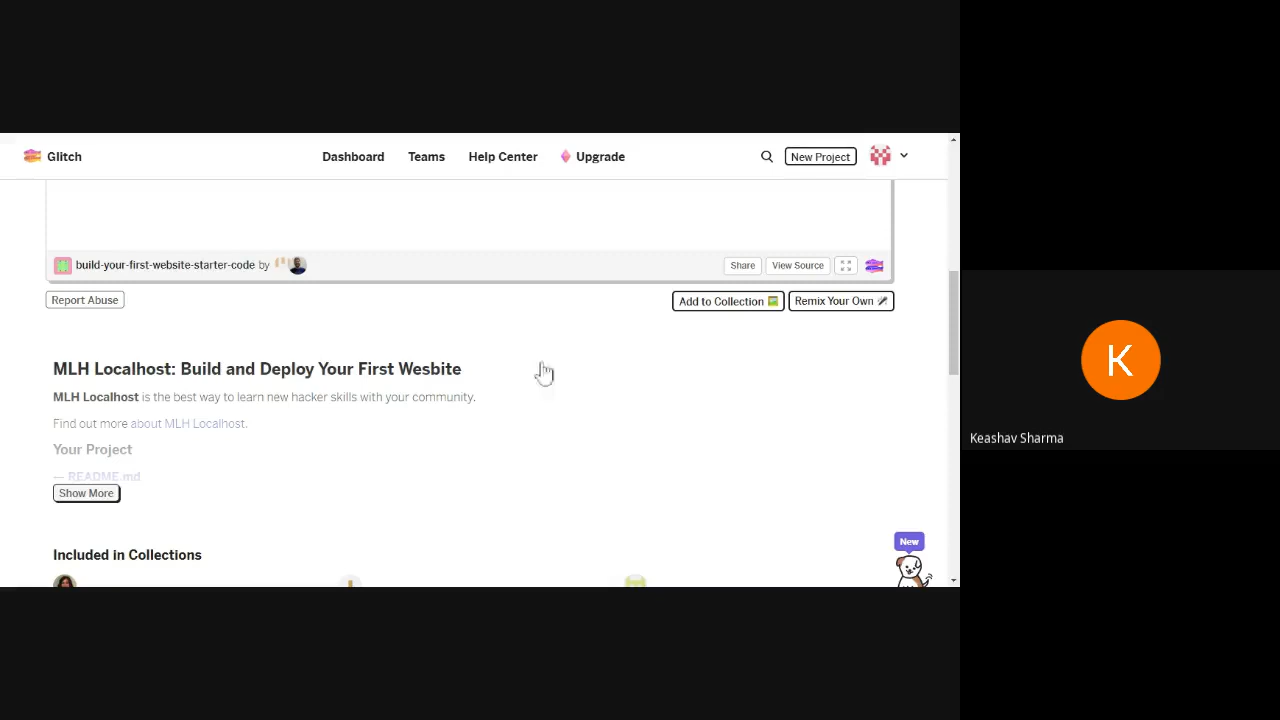 Glitch
Dashboard Teams Help Center Upgrade
New Project
build-your-first-website-starter-code by
Share View Source
Report Abuse
Add to Collection Remix Your Own
MLH Localhost: Build and Deploy Your First Wesbite
MLH Localhost is the best way to learn new hacker skills with your community.
Find out more about MLH Localhost.
Your Project
— README.md
Show More
Included in Collections
New
K
Keashav Sharma